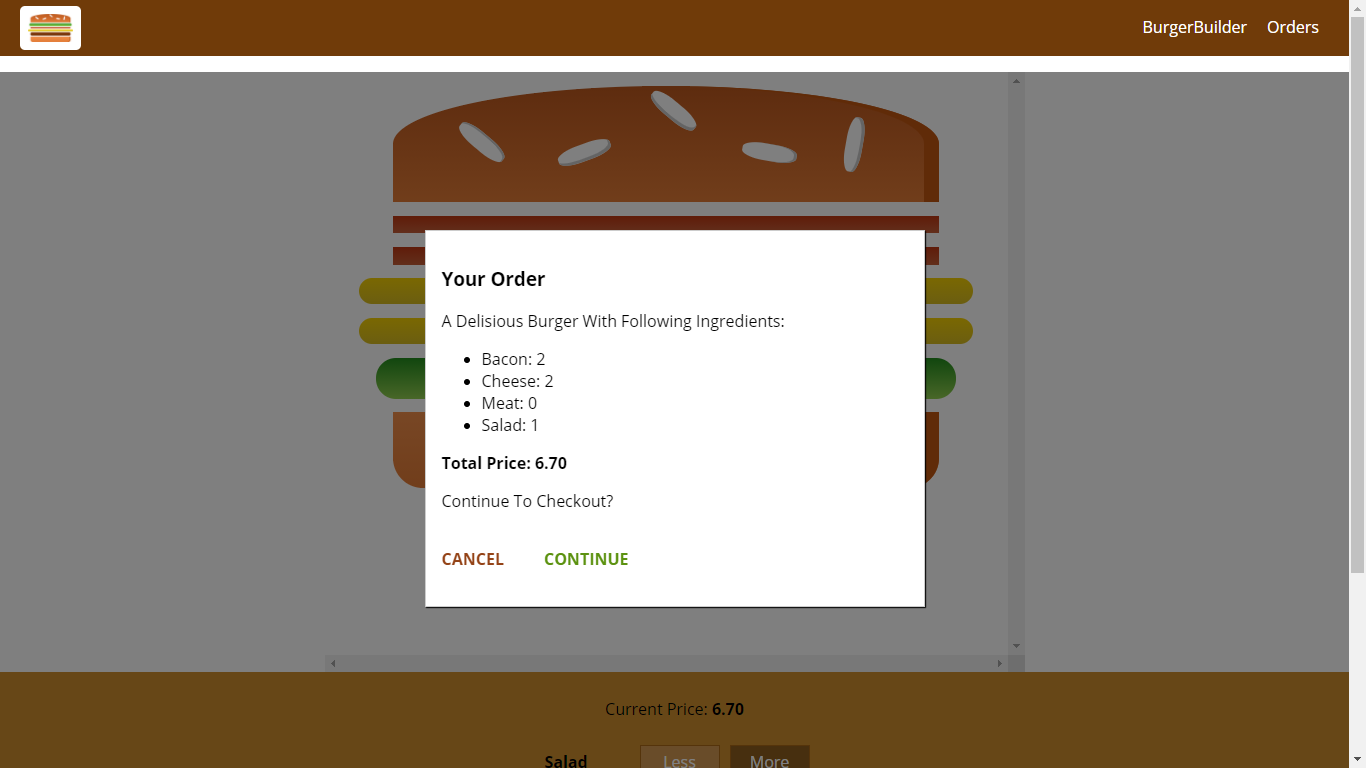 BurgerBuilder Orders
Your Order
A Delisious Burger With Following Ingredients:
Bacon: 2
Cheese: 2
Meat: 0
Salad: 1
Total Price: 6.70
Continue To Checkout?
CANCEL CONTINUE
Current Price: 6.70
Salad Less More